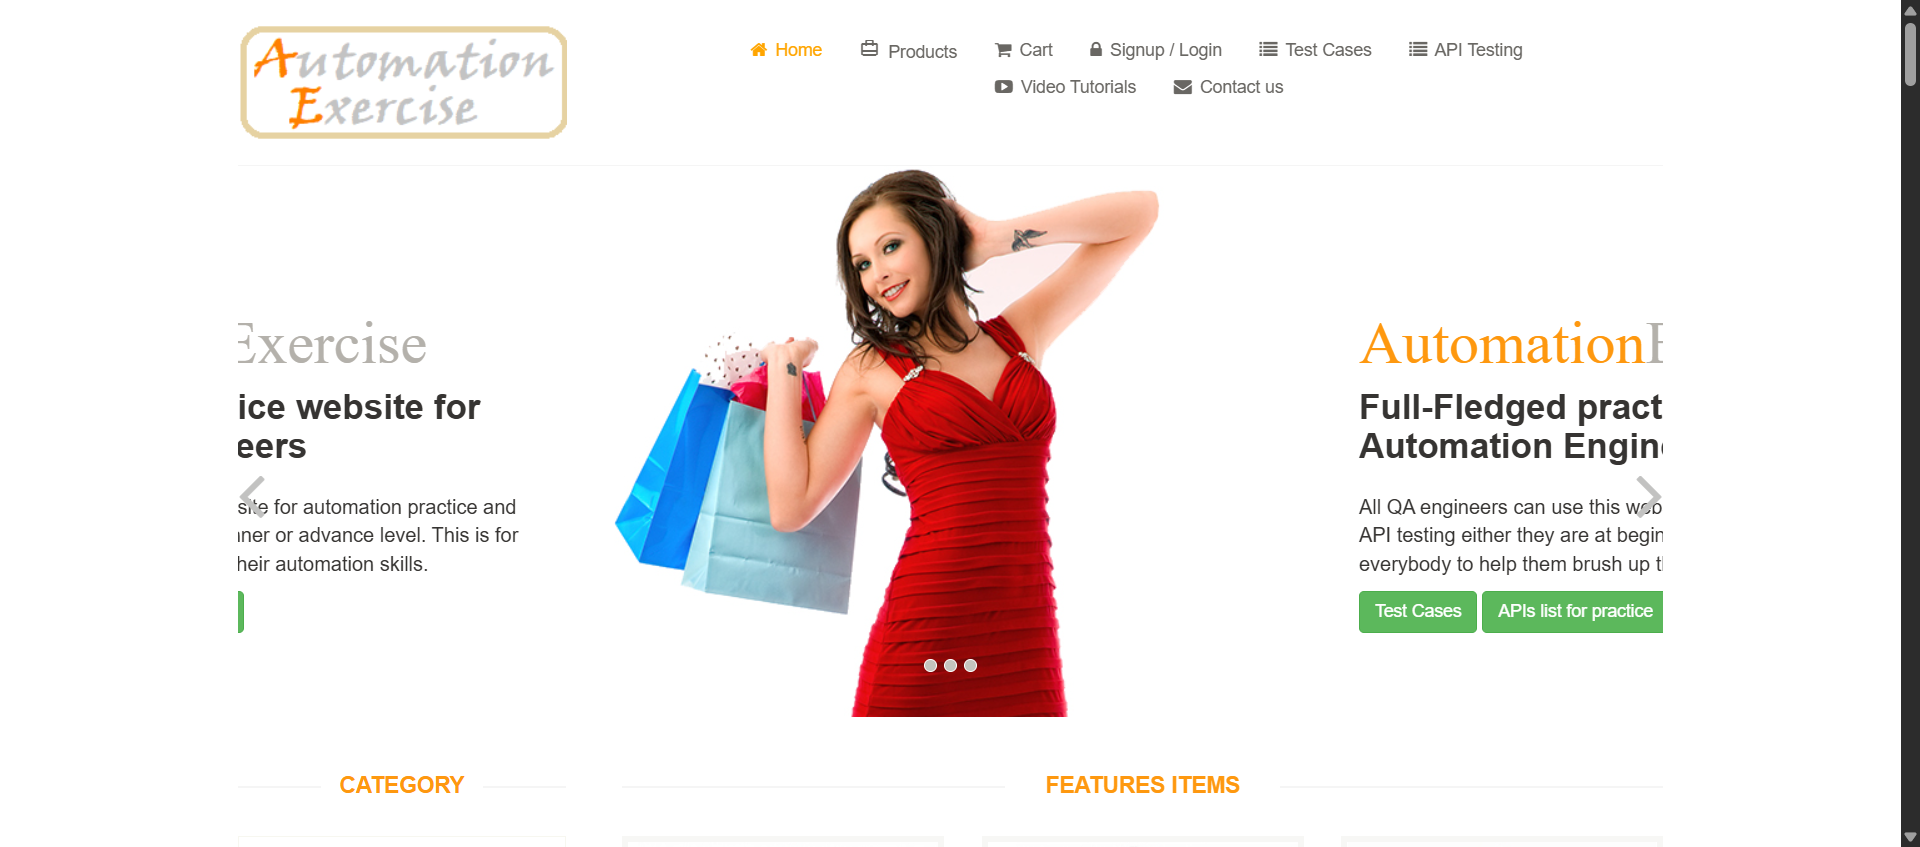 Automation
Exercise
Home
Products
Cart
Signup / Login
Test Cases
API Testing
Video Tutorials
Contact us
Exercise
ice website for
eers
site for automation practice and
ner or advance level. This is for
heir automation skills.
Automation
Full-Fledged pract
Automation Engin
All QA engineers can use this web
API testing either they are at begin
everybody to help them brush up t
Test Cases
APIs list for practice
CATEGORY
FEATURES ITEMS